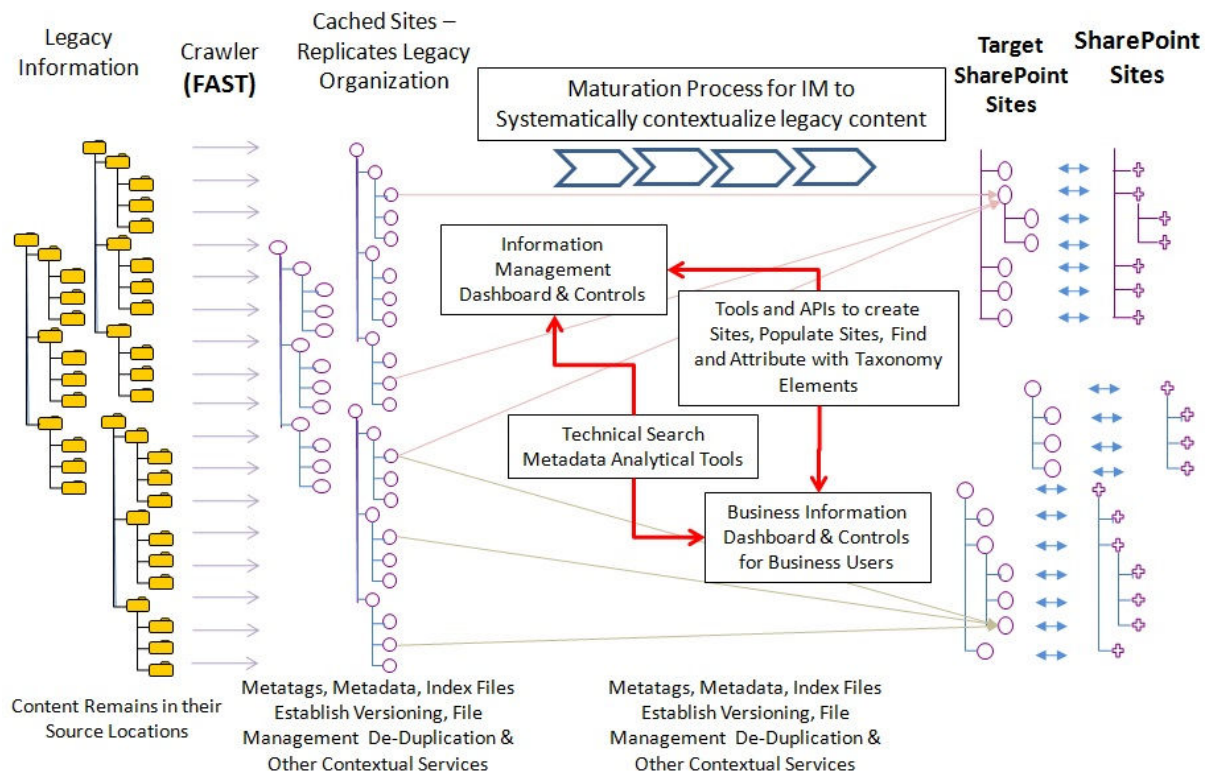 Legacy
Information
Crawler
(FAST)
Cached Sites –
Replicates Legacy
Organization
Maturation Process for IM to
Systematically contextualize legacy content
Target
SharePoint
Sites
SharePoint
Sites
Information
Management
Dashboard & Controls
Tools and APIs to create
Sites, Populate Sites, Find
and Attribute with Taxonomy
Elements
Technical Search
Metadata Analytical Tools
Business Information
Dashboard & Controls
for Business Users
Content Remains in their
Source Locations
Metatags, Metadata, Index Files
Establish Versioning, File
Management De-Duplication &
Other Contextual Services
Metatags, Metadata, Index Files
Establish Versioning, File
Management De-Duplication &
Other Contextual Services